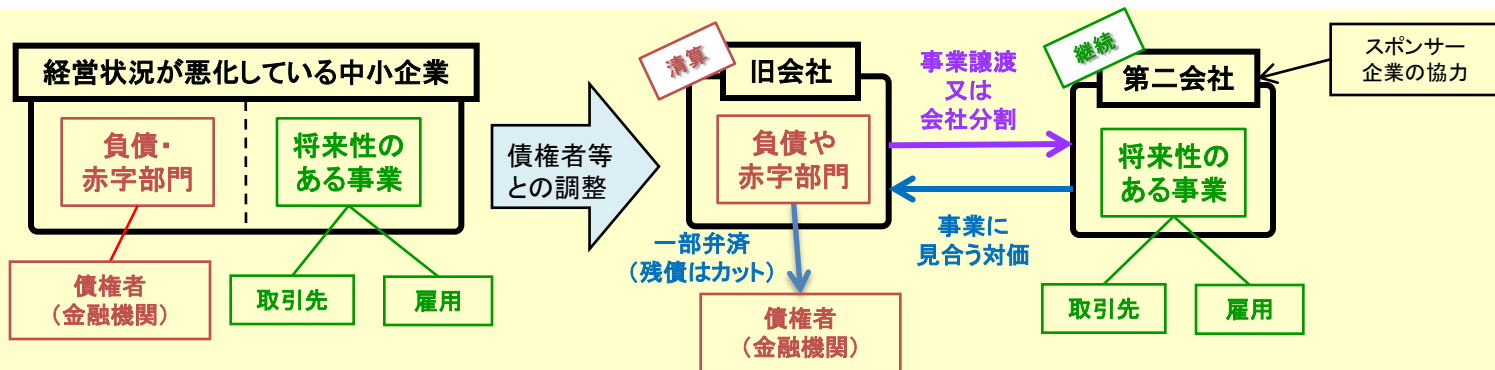 経営状況が悪化している中小企業
負債・
赤字部門
将来性の
ある事業
債権者
（金融機関）
取引先
雇用
債権者等
との調整
清算
旧会社
負債や
赤字部門
一部弁済
（残債はカット）
債権者
（金融機関）
事業譲渡
又は
会社分割
事業に
見合う対価
継続
第二会社
将来性の
ある事業
取引先
雇用
スポンサー
企業の協力